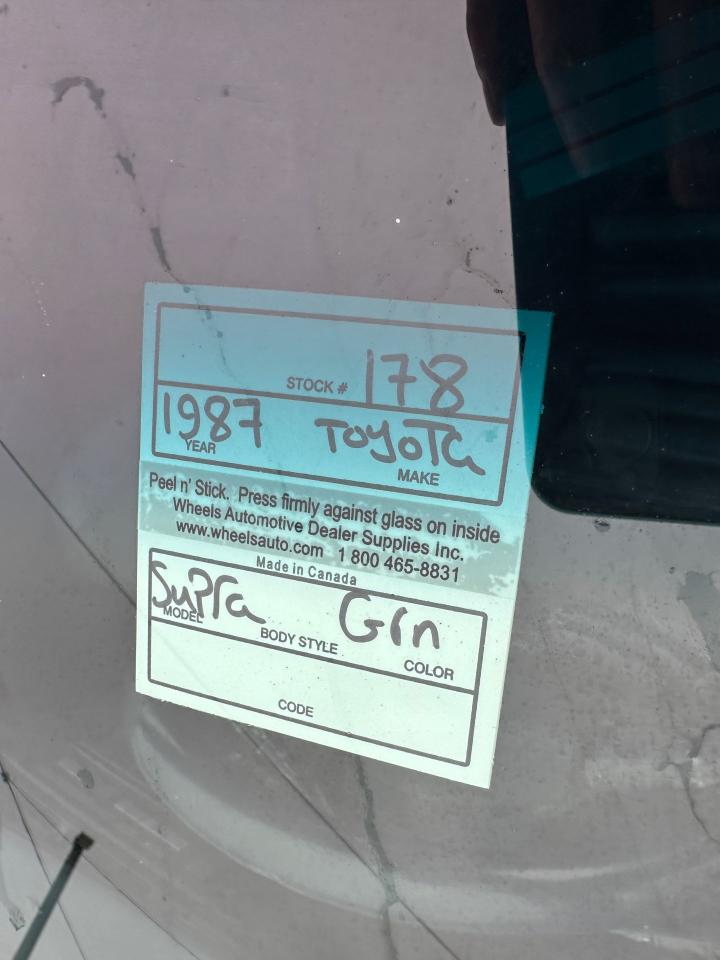 STOCK # 178
1987 TOYOTa
YEAR MAKE
Peel n' Stick. Press firmly against glass on inside
Wheels Automotive Dealer Supplies Inc.
www.wheelsauto.com 1 800 465-8831
Made in Canada
SuPra Grn
MODEL BODY STYLE COLOR
CODE